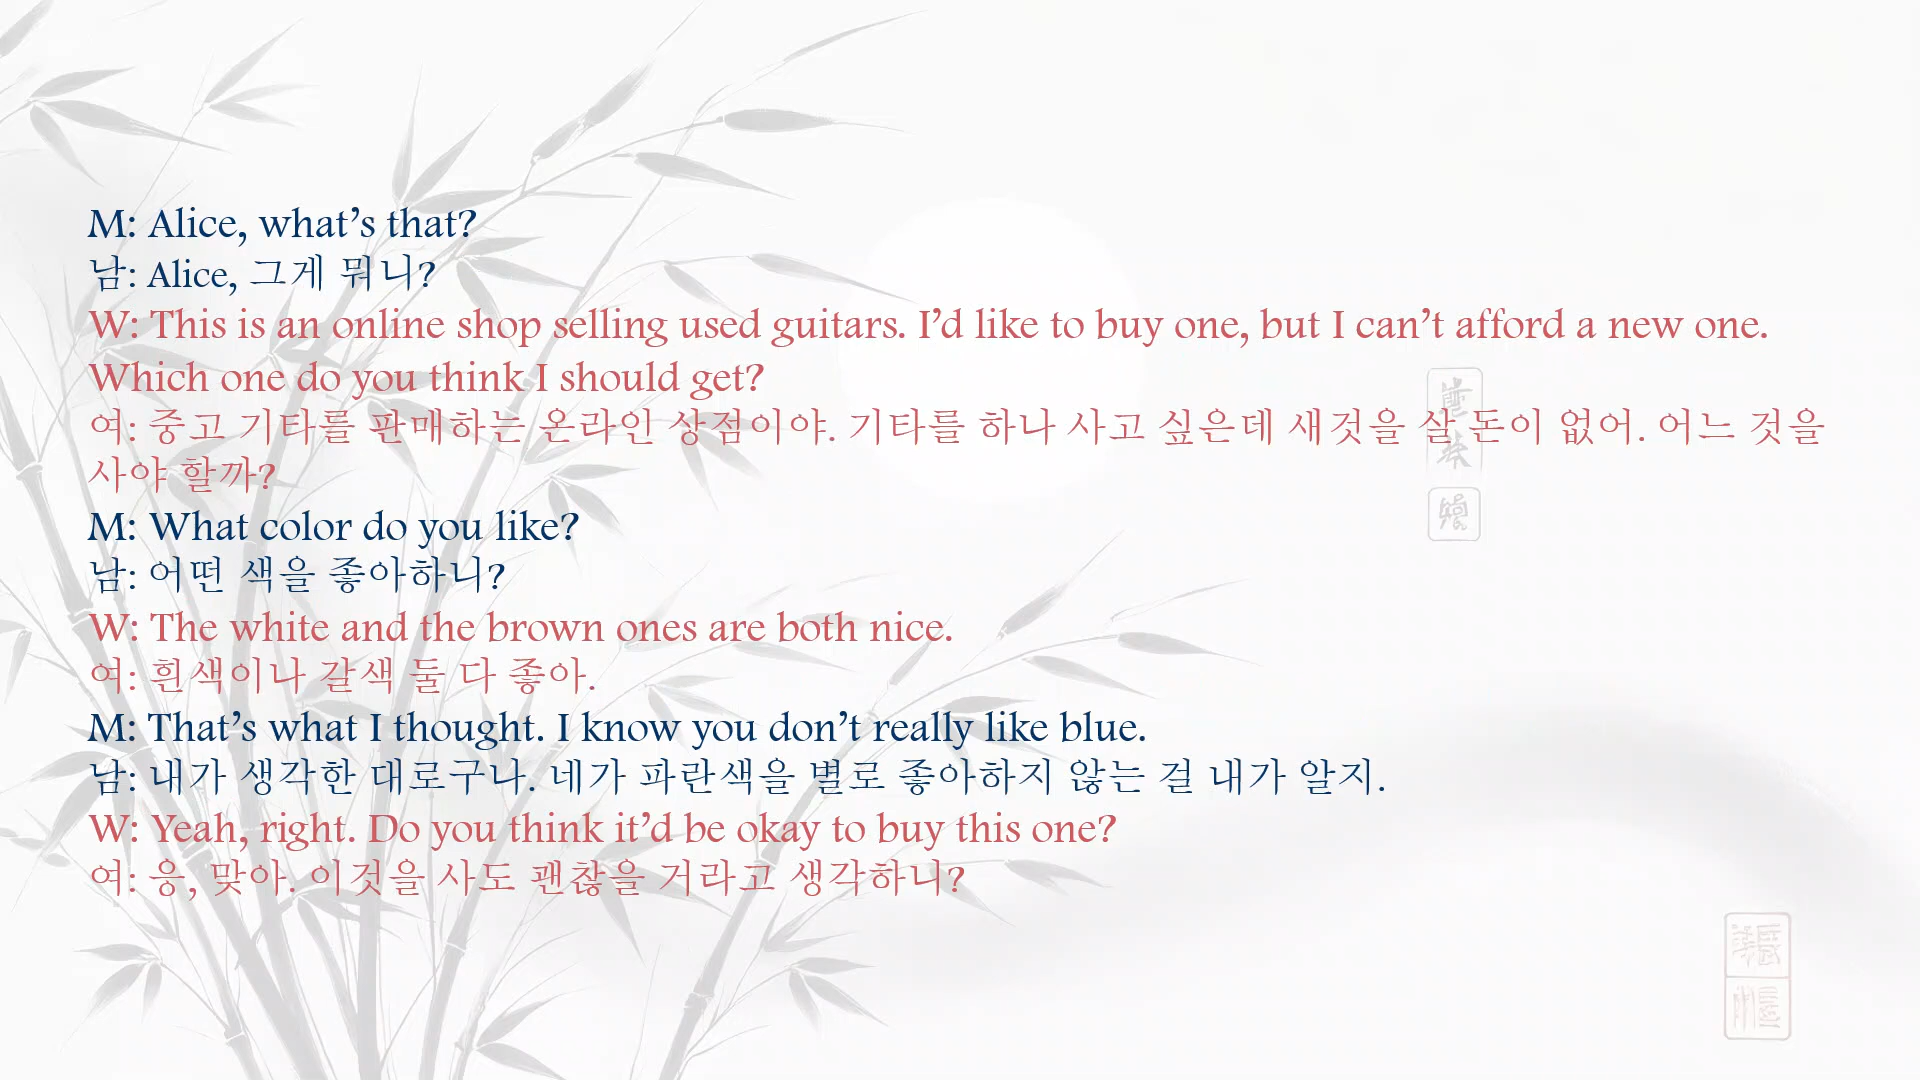 M: Alice, what’s that?
남: Alice, 그게 뭐니?
W: This is an online shop selling used guitars. I’d like to buy one, but I can’t afford a new one.
Which one do you think I should get?
여: 중고 기타를 판매하는 온라인 상점이야. 기타를 하나 사고 싶은데 새것을 살 돈이 없어. 어느 것을
사야 할까?
M: What color do you like?
남: 어떤 색을 좋아하니?
W: The white and the brown ones are both nice.
여: 흰색이나 갈색 둘 다 좋아.
M: That’s what I thought. I know you don’t really like blue.
남: 내가 생각한 대로구나. 네가 파란색을 별로 좋아하지 않는 걸 내가 알지.
W: Yeah, right. Do you think it’d be okay to buy this one?
여: 응, 맞아. 이것을 사도 괜찮을 거라고 생각하니?